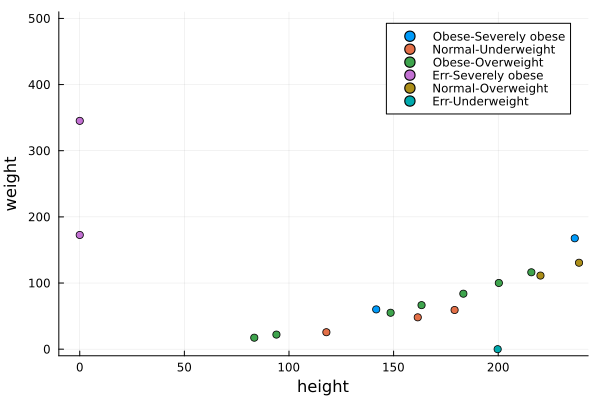 500
400
300
200
100
0
weight
0
50
100
150
200
height
Obese-Severely obese
Normal-Underweight
Obese-Overweight
Err-Severely obese
Normal-Overweight
Err-Underweight